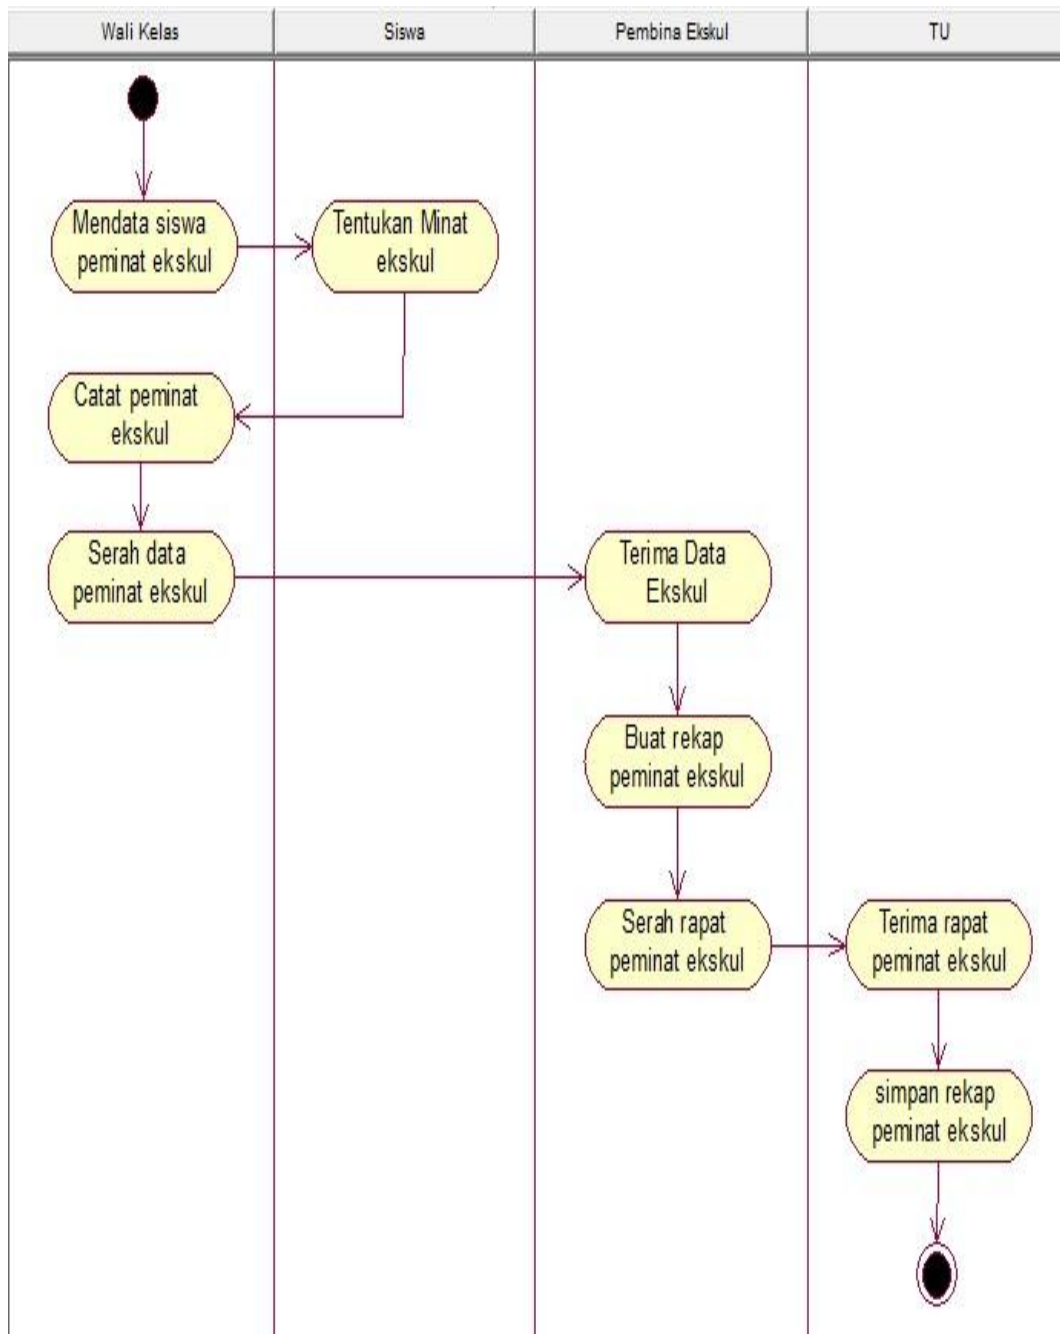 Wali Kelas
Siswa
Pembina Ekskul
TU
Mendata siswa
peminat ekskul
Tentukan Minat
ekskul
Catat peminat
ekskul
Serah data
peminat ekskul
Terima Data
Ekskul
Buat rekap
peminat ekskul
Serah rapat
peminat ekskul
Terima rapat
peminat ekskul
simpan rekap
peminat ekskul